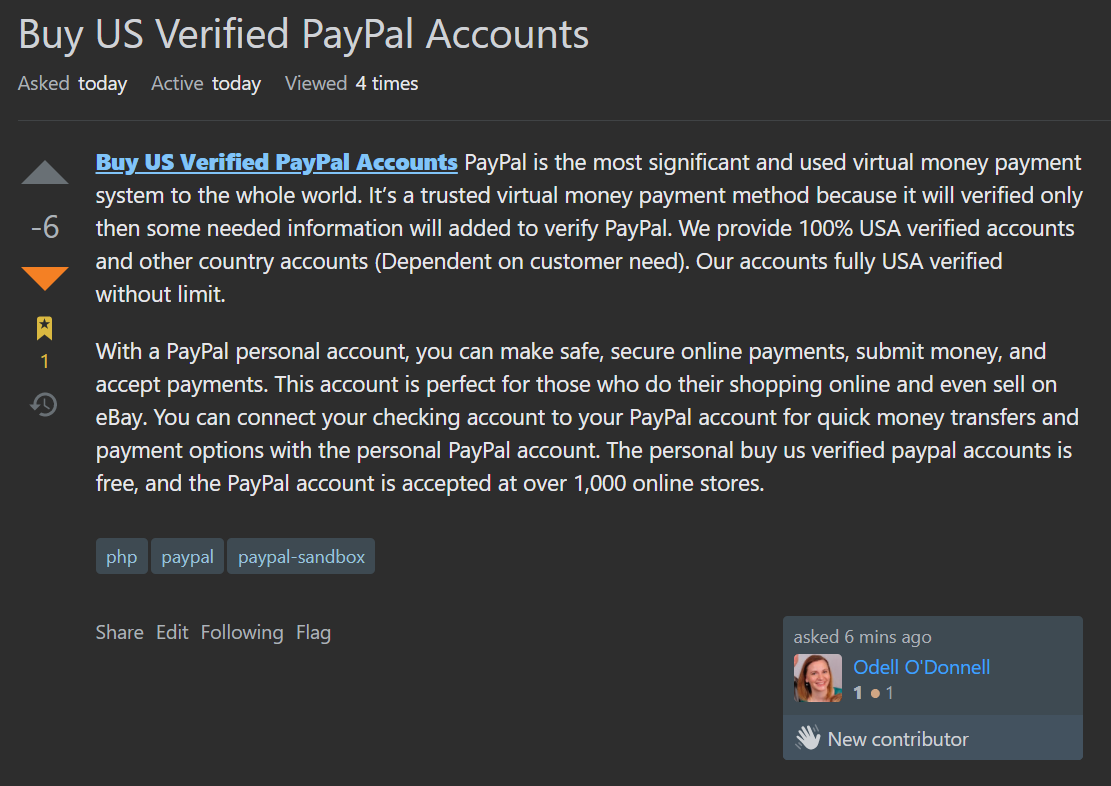 Buy US Verified PayPal Accounts
Asked today Active today Viewed 4 times
Buy US Verified PayPal Accounts PayPal is the most significant and used virtual money payment
system to the whole world. It’s a trusted virtual money payment method because it will verified only
then some needed information will added to verify PayPal. We provide 100% USA verified accounts
and other country accounts (Dependent on customer need). Our accounts fully USA verified
without limit.
-6
1
With a PayPal personal account, you can make safe, secure online payments, submit money, and
accept payments. This account is perfect for those who do their shopping online and even sell on
eBay. You can connect your checking account to your PayPal account for quick money transfers and
payment options with the personal PayPal account. The personal buy us verified paypal accounts is
free, and the PayPal account is accepted at over 1,000 online stores.
php paypal paypal-sandbox
Share Edit Following Flag
asked 6 mins ago
Odell O'Donnell
1 1
New contributor